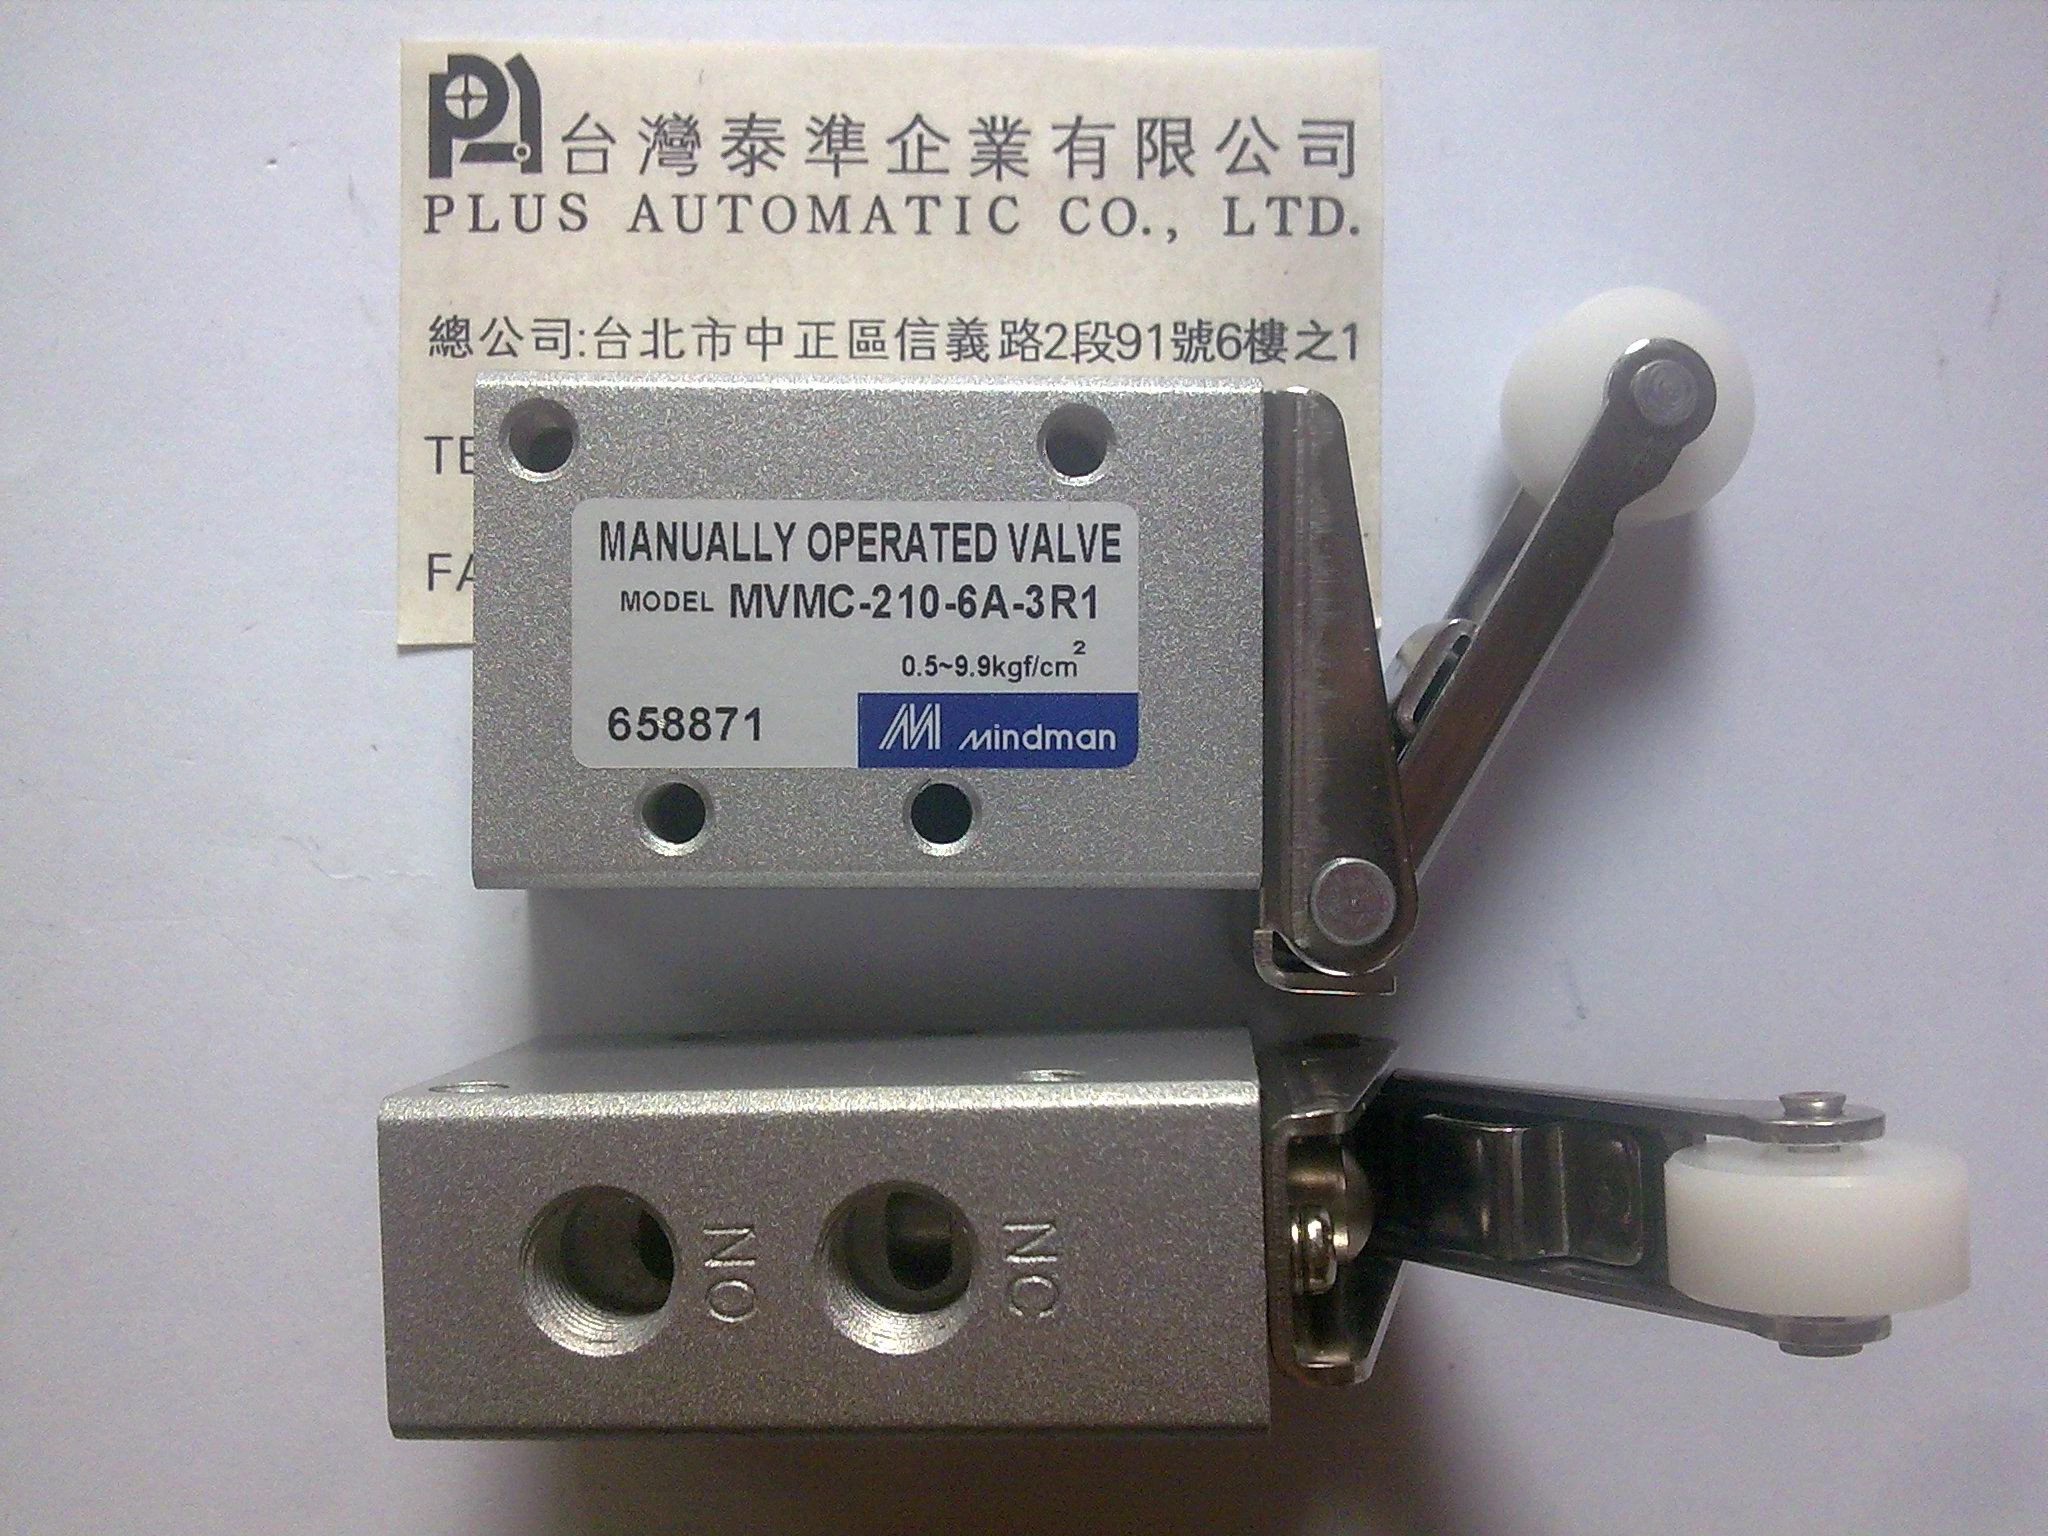 台灣泰準企業有限公司
PLUS AUTOMATIC CO., LTD.
總公司:台北市中正區信義路2段91號6樓之1
TE
FA
MANUALLY OPERATED VALVE
MODEL MVMC-210-6A-3R1
0.5~9.9kgf/cm²
658871
Mindman
NO
NC